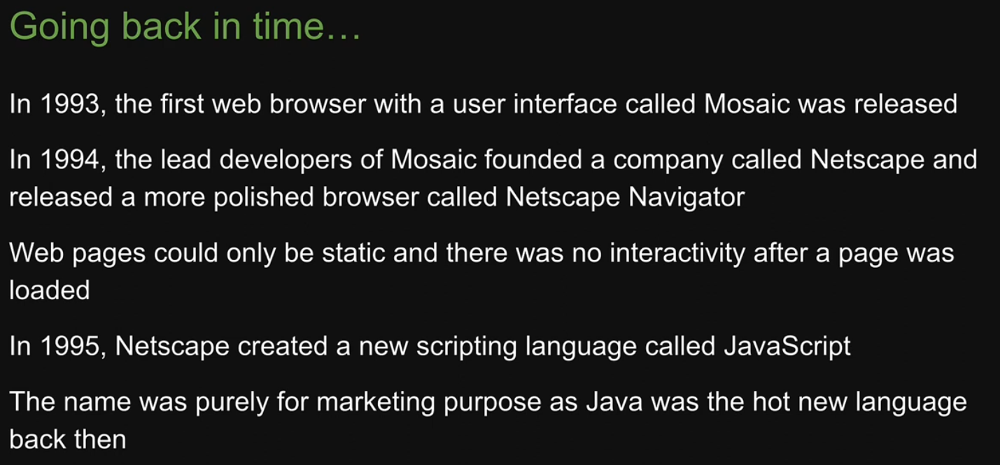 Going back in time…
In 1993, the first web browser with a user interface called Mosaic was released
In 1994, the lead developers of Mosaic founded a company called Netscape and
released a more polished browser called Netscape Navigator
Web pages could only be static and there was no interactivity after a page was
loaded
In 1995, Netscape created a new scripting language called JavaScript
The name was purely for marketing purpose as Java was the hot new language
back then